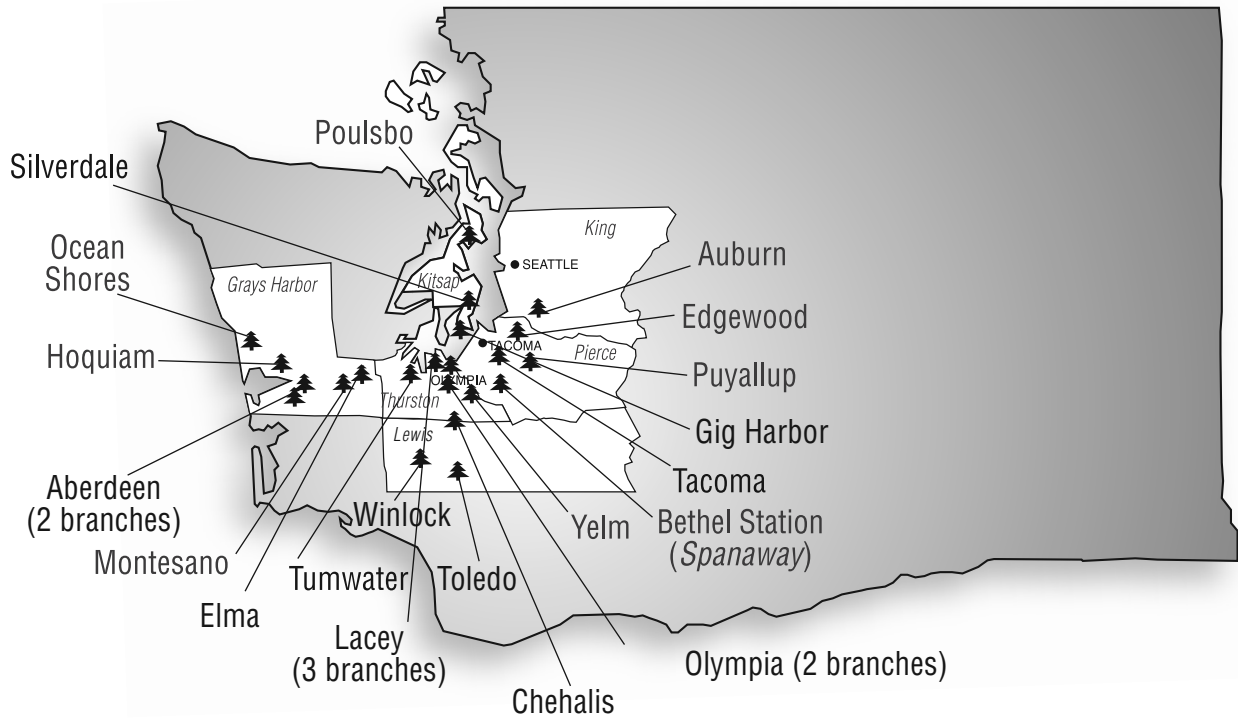 Poulsbo
Silverdale
King
Ocean
Shores
Auburn
SEATTLE
Kitsap
Grays Harbor
Edgewood
Hoquiam
TACOMA
Pierce
Puyallup
OLYMPIA
Thurston
Gig Harbor
Lewis
Tacoma
Aberdeen
(2 branches)
Winlock
Yelm
Bethel Station
(Spanaway)
Montesano
Tumwater
Toledo
Elma
Lacey
(3 branches)
Olympia (2 branches)
Chehalis